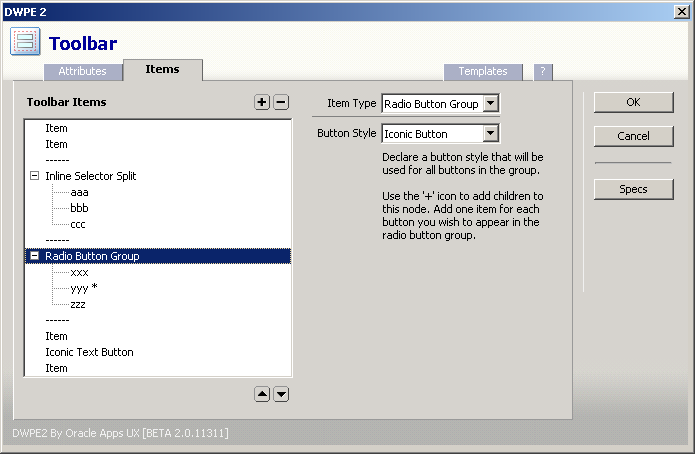 DWPE 2
Toolbar
Attributes
Items
Templates
?
Toolbar Items
Item
Item
------
Inline Selector Split
aaa
bbb
ccc
------
Radio Button Group
xxx
yyy *
zzz
------
Item
Iconic Text Button
Item
Item Type
Radio Button Group
Button Style
Iconic Button
Declare a button style that will be
used for all buttons in the group.
Use the '+' icon to add children to
this node. Add one item for each
button you wish to appear in the
radio button group.
OK
Cancel
Specs
DWPE2 By Oracle Apps UX [BETA 2.0.11311]